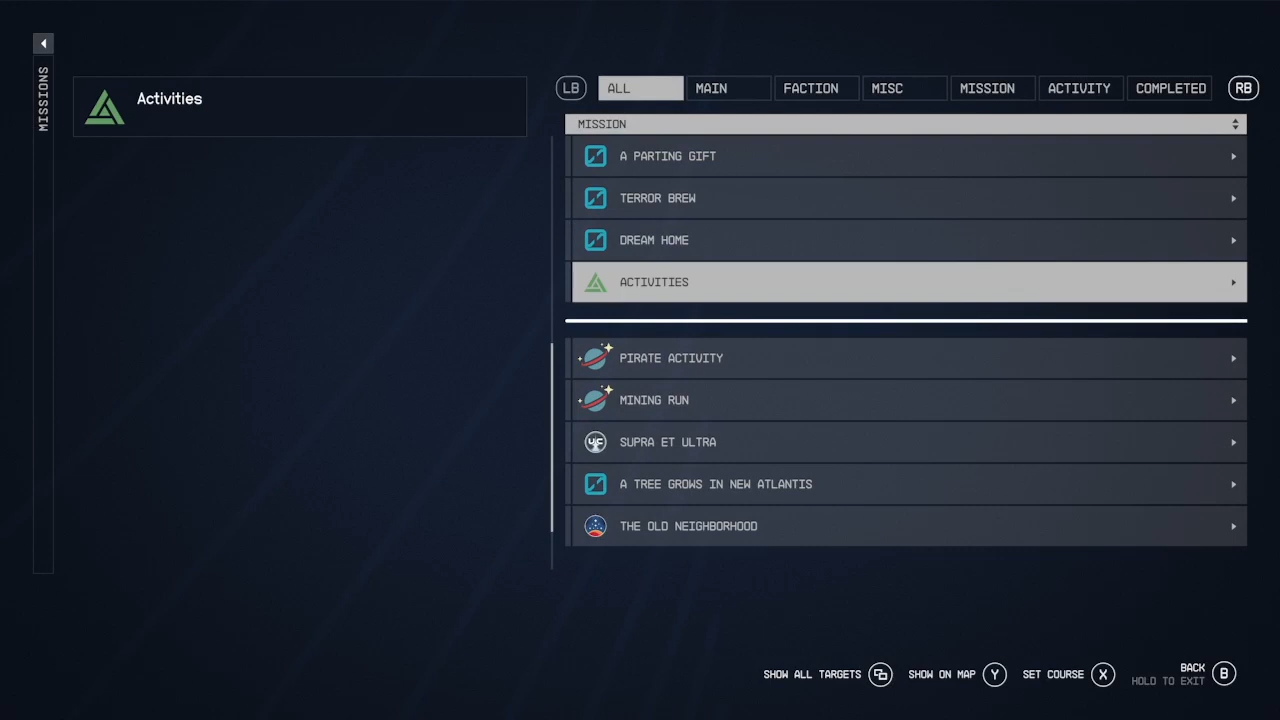 MISSIONS
Activities
LB ALL MAIN FACTION MISC MISSION ACTIVITY COMPLETED RB
MISSION
A PARTING GIFT
TERROR BREW
DREAM HOME
ACTIVITIES
PIRATE ACTIVITY
MINING RUN
UC SUPRA ET ULTRA
A TREE GROWS IN NEW ATLANTIS
THE OLD NEIGHBORHOOD
SHOW ALL TARGETS SHOW ON MAP Y SET COURSE X BACK B
HOLD TO EXIT